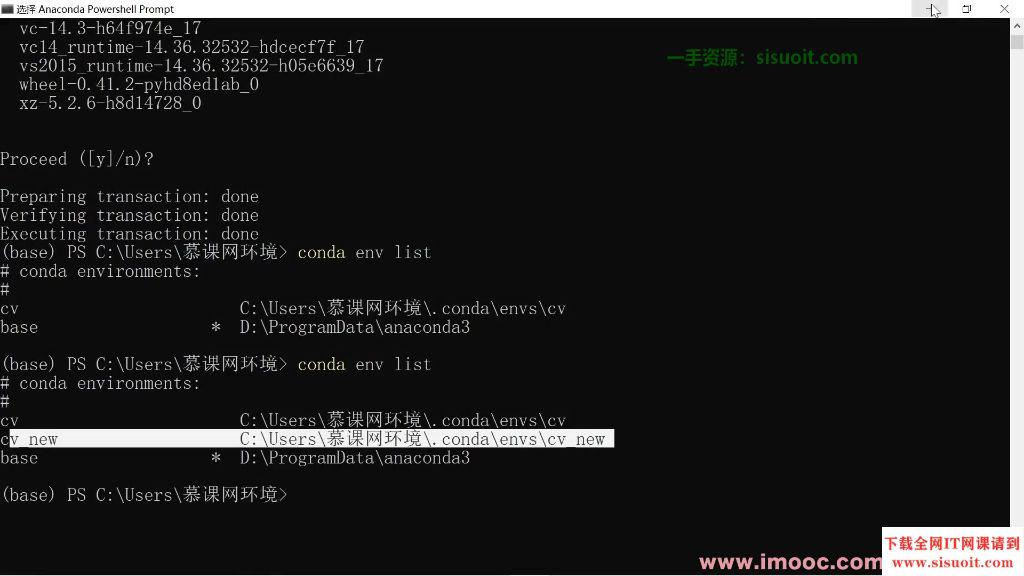 选择 Anaconda Powershell Prompt
vc-14.3-h64f974e_17
vc14_runtime-14.36.32532-hdcecf7f_17
vs2015_runtime-14.36.32532-h05e6639_17
wheel-0.41.2-pyhd8ed1ab_0
xz-5.2.6-h8d14728_0
一手资源：sisuoit.com
Proceed ([y]/n)?
Preparing transaction: done
Verifying transaction: done
Executing transaction: done
(base) PS C:\Users\慕课网环境> conda env list
# conda environments:
#
cv C:\Users\慕课网环境\.conda\envs\cv
base * D:\ProgramData\anaconda3
(base) PS C:\Users\慕课网环境> conda env list
# conda environments:
#
cv C:\Users\慕课网环境\.conda\envs\cv
cv_new C:\Users\慕课网环境\.conda\envs\cv_new
base * D:\ProgramData\anaconda3
(base) PS C:\Users\慕课网环境>
www.imooc.com
下载全网IT网课请到
www.sisuoit.com